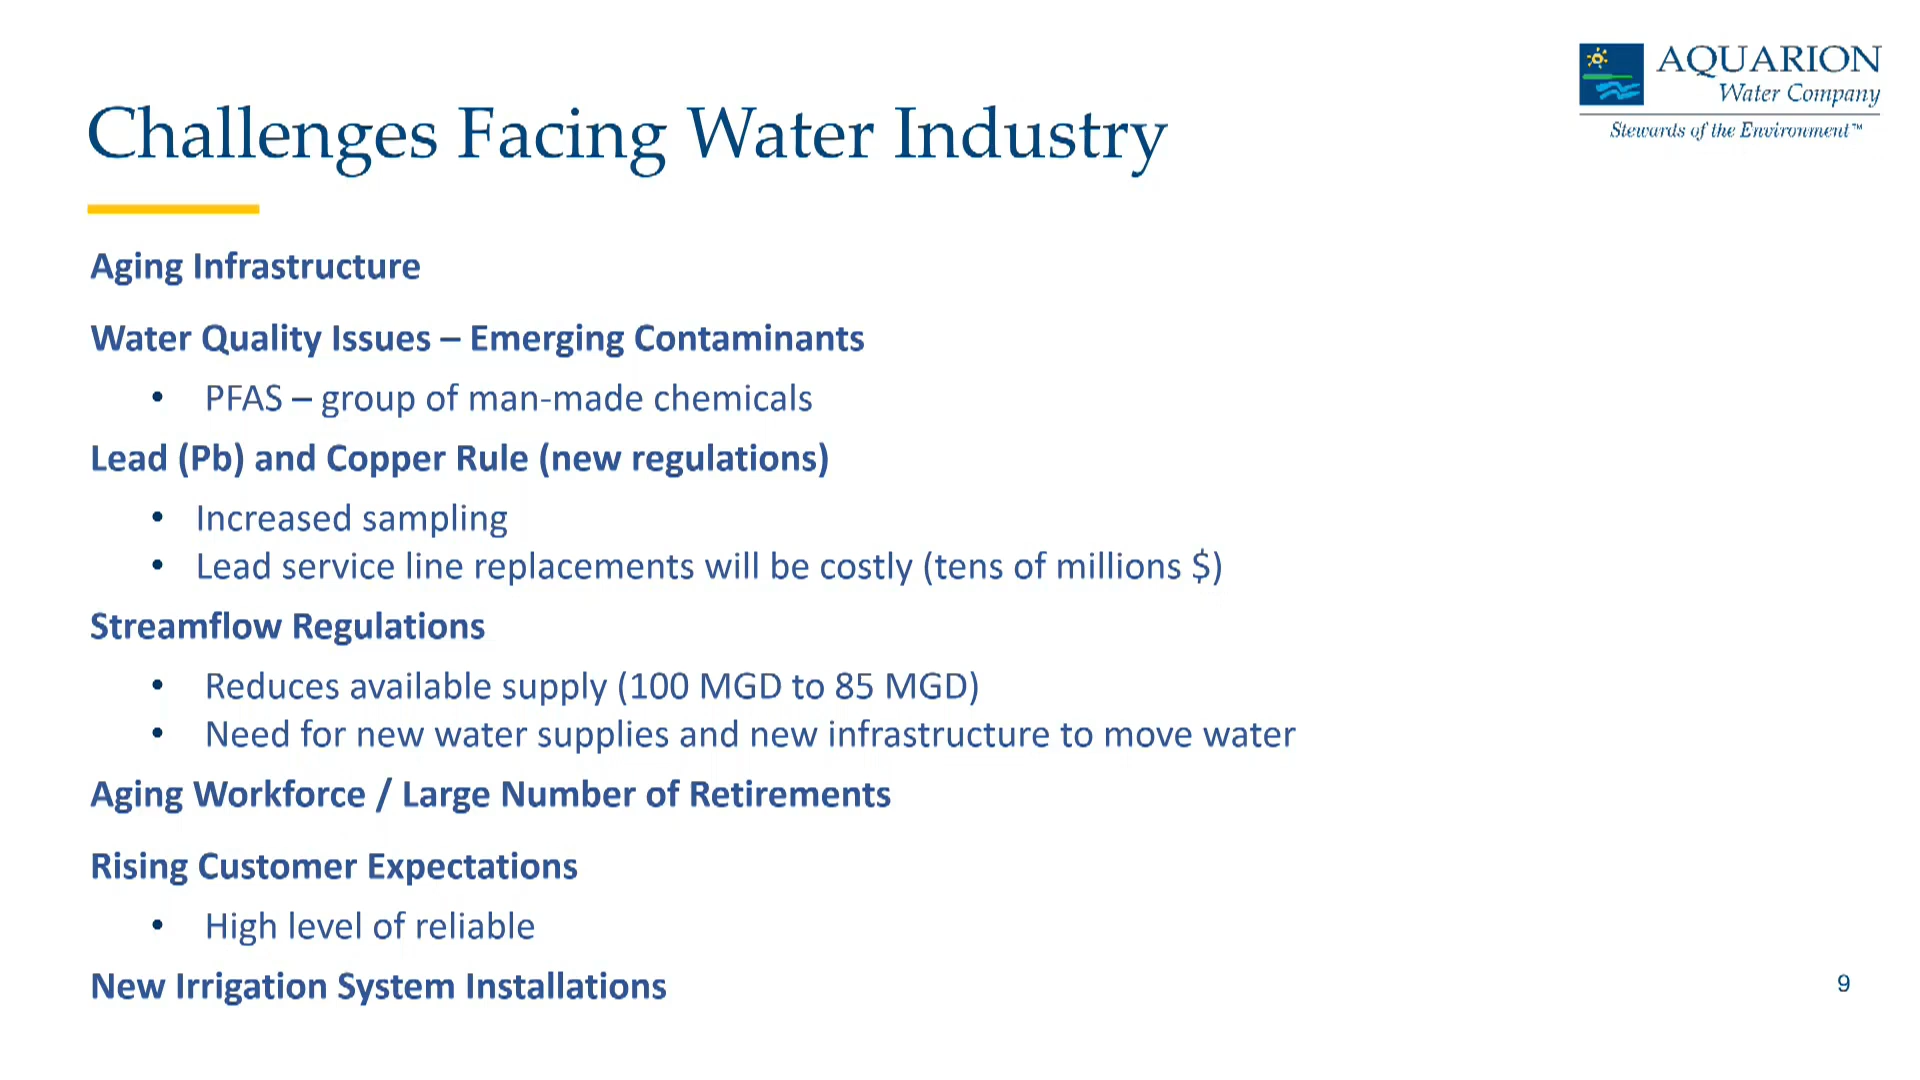 AQUARION
Water Company
Stewards of the Environment™
Challenges Facing Water Industry
Aging Infrastructure
Water Quality Issues – Emerging Contaminants
• PFAS – group of man-made chemicals
Lead (Pb) and Copper Rule (new regulations)
• Increased sampling
• Lead service line replacements will be costly (tens of millions $)
Streamflow Regulations
• Reduces available supply (100 MGD to 85 MGD)
• Need for new water supplies and new infrastructure to move water
Aging Workforce / Large Number of Retirements
Rising Customer Expectations
• High level of reliable
New Irrigation System Installations
9